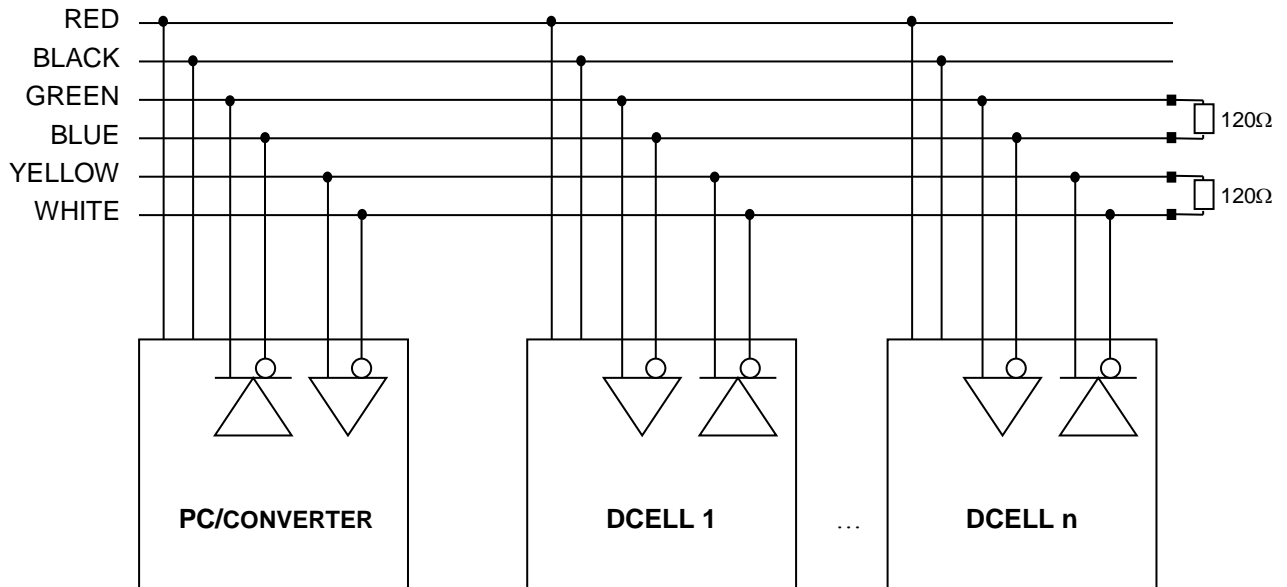 RED
BLACK
GREEN
BLUE
YELLOW
WHITE
120Ω
120Ω
PC/CONVERTER
DCELL 1
…
DCELL n